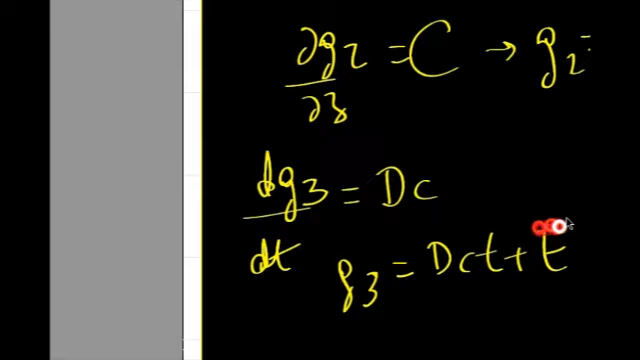 ∂g2/∂z = C → g2 =
dg3/dt = Dc
g3 = Dct + t